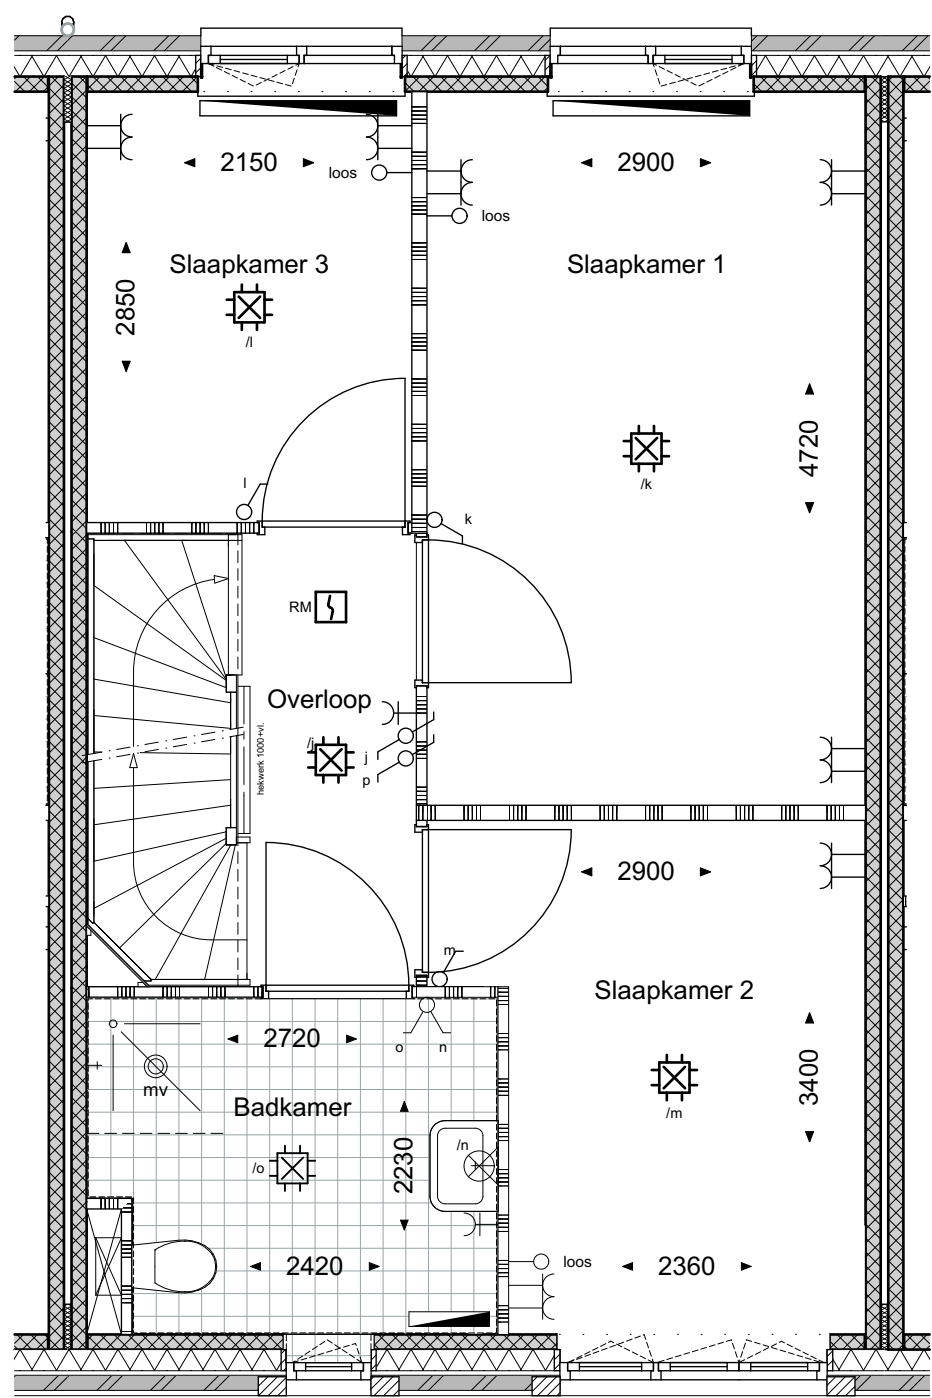 2150
2900
loos
loos
Slaapkamer 3
Slaapkamer 1
2850
/l
4720
/k
l
k
RM
Overloop
/j
j
p
hekwerk 1000+vl.
2900
m
Slaapkamer 2
2720
o
n
mv
Badkamer
3400
/m
/n
/o
2230
loos
2420
2360